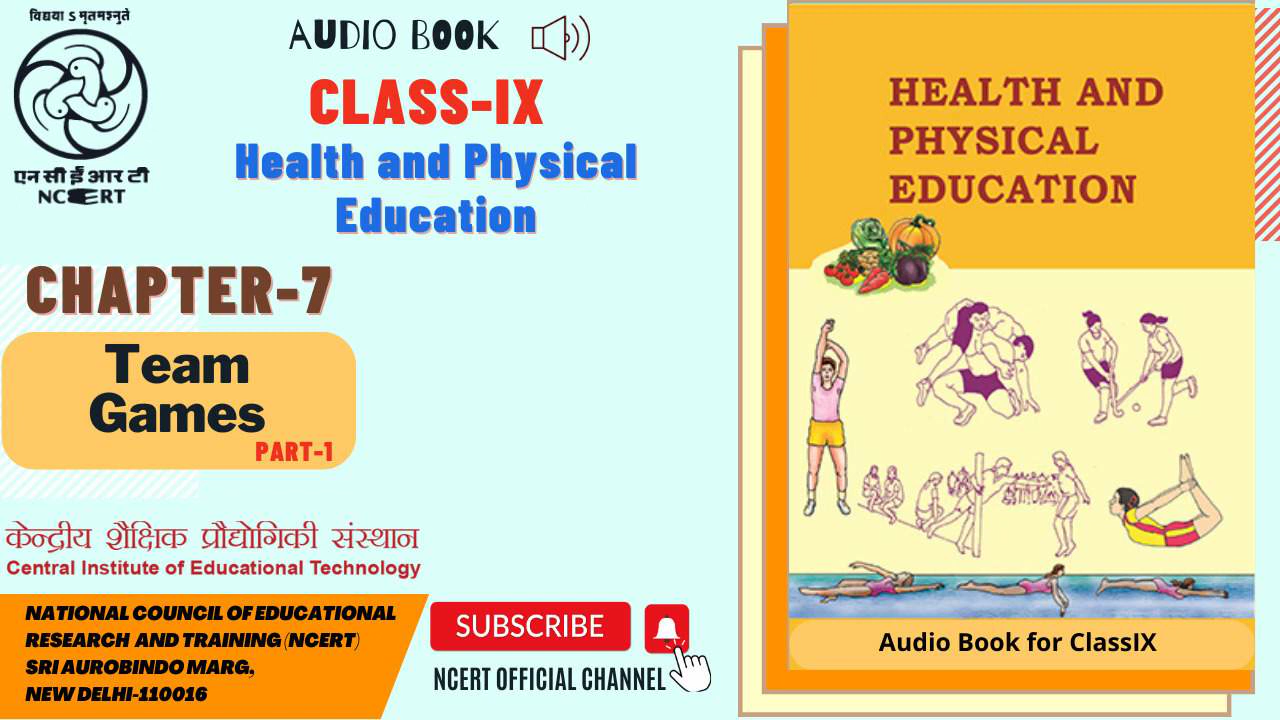 विद्यया ऽ मृतमश्नुते
एन सी ई आर टी
NCERT
AUDIO BOOK
CLASS-IX
Health and Physical
Education
CHAPTER-7
Team
Games
PART-1
केन्द्रीय शैक्षिक प्रौद्योगिकी संस्थान
Central Institute of Educational Technology
NATIONAL COUNCIL OF EDUCATIONAL
RESEARCH AND TRAINING (NCERT)
SRI AUROBINDO MARG,
NEW DELHI-110016
SUBSCRIBE
NCERT OFFICIAL CHANNEL
HEALTH AND
PHYSICAL
EDUCATION
Audio Book for ClassIX